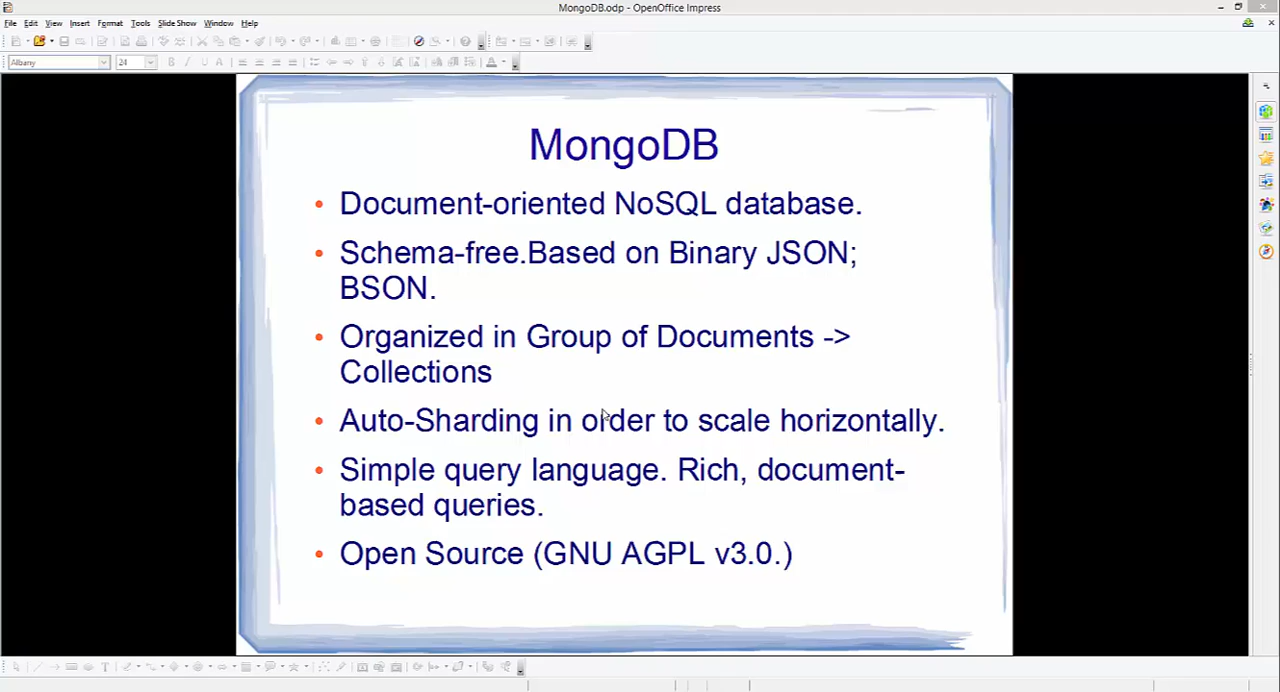 MongoDB.odp - OpenOffice Impress
File Edit View Insert Format Tools Slide Show Window Help
Albany 24
MongoDB
• Document-oriented NoSQL database.
• Schema-free.Based on Binary JSON;
BSON.
• Organized in Group of Documents ->
Collections
• Auto-Sharding in order to scale horizontally.
• Simple query language. Rich, document-
based queries.
• Open Source (GNU AGPL v3.0.)